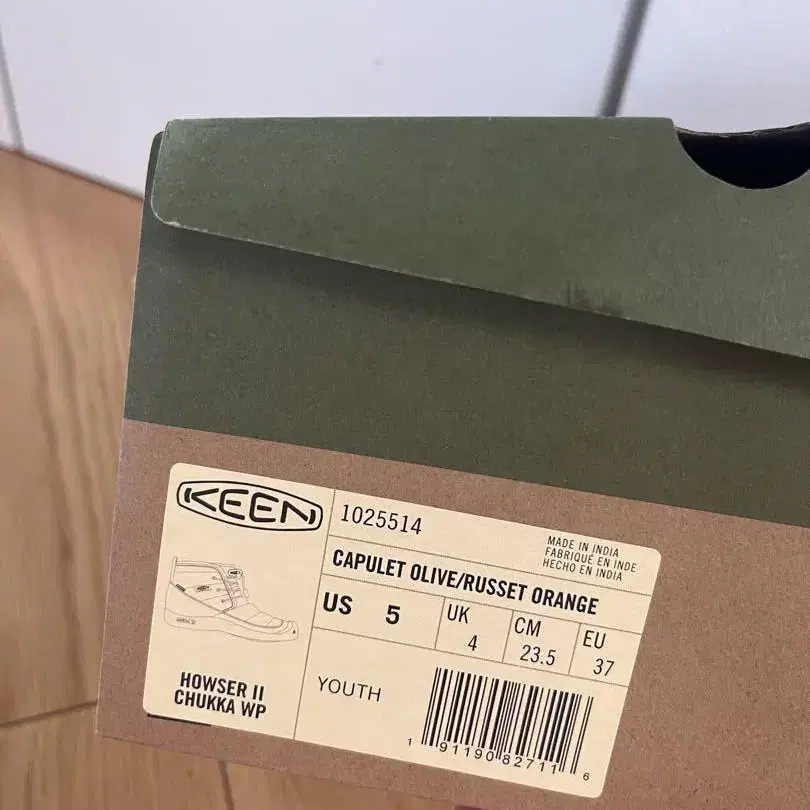 KEEN
1025514
MADE IN INDIA
FABRIQUÉ EN INDE
HECHO EN INDIA
CAPULET OLIVE/RUSSET ORANGE
US 5
UK 4
CM 23.5
EU 37
HOWSER II
CHUKKA WP
YOUTH
1 91190 82711 6